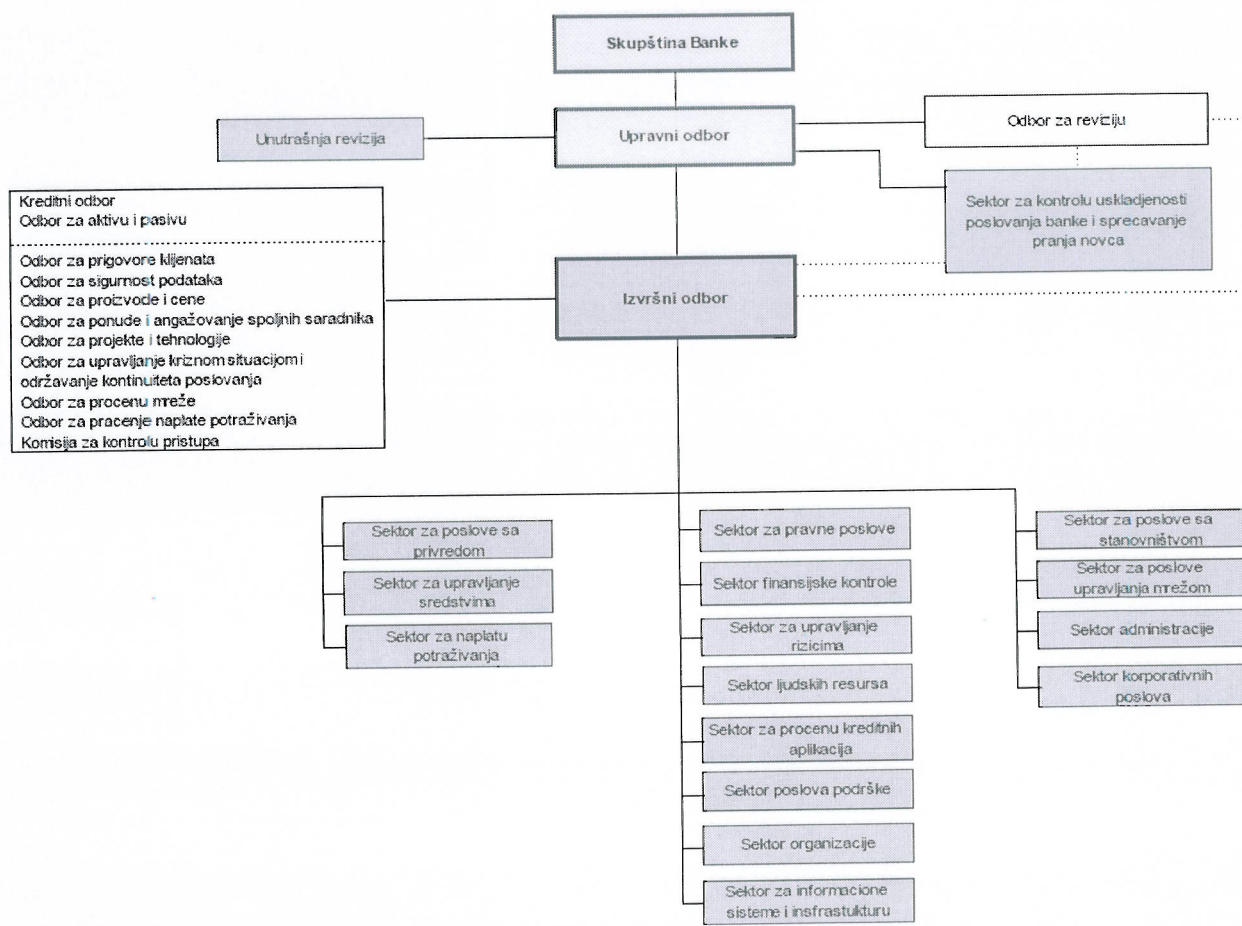 Skupština Banke
Upravni odbor
Unutrašnja revizija
Odbor za reviziju
Sektor za kontrolu uskladjenosti
poslovanja banke i sprecavanje
pranja novca
Kreditni odbor
Odbor za aktivu i pasivu
Odbor za prigovore klijenata
Odbor za sigurnost podataka
Odbor za proizvode i cene
Odbor za ponude i angažovanje spoljnih saradnika
Odbor za projekte i tehnologije
Odbor za upravljanje kriznom situacijom i
održavanje kontinuiteta poslovanja
Odbor za procenu mreže
Odbor za pracenje naplate potraživanja
Komisija za kontrolu pristupa
Izvršni odbor
Sektor za poslove sa
privredom
Sektor za upravljanje
sredstvima
Sektor za naplatu
potraživanja
Sektor za pravne poslove
Sektor finansijske kontrole
Sektor za upravljanje
rizicima
Sektor ljudskih resursa
Sektor za procenu kreditnih
aplikacija
Sektor poslova podrške
Sektor organizacije
Sektor za informacione
sisteme i insfrastukturu
Sektor za poslove sa
stanovništvom
Sektor za poslove
upravljanja mrežom
Sektor administracije
Sektor korporativnih
poslova